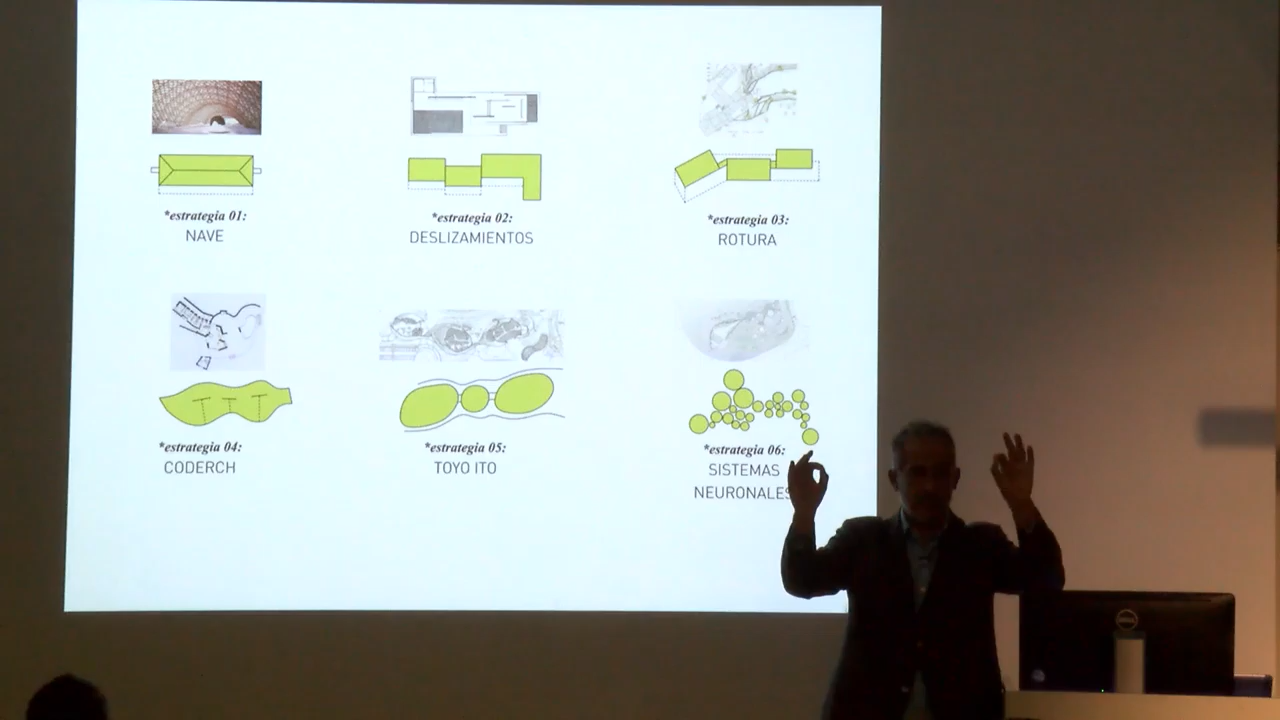 *estrategia 01:
NAVE
*estrategia 02:
DESLIZAMIENTOS
*estrategia 03:
ROTURA
*estrategia 04:
CODERCH
*estrategia 05:
TOYO ITO
*estrategia 06:
SISTEMAS
NEURONALES
DELL